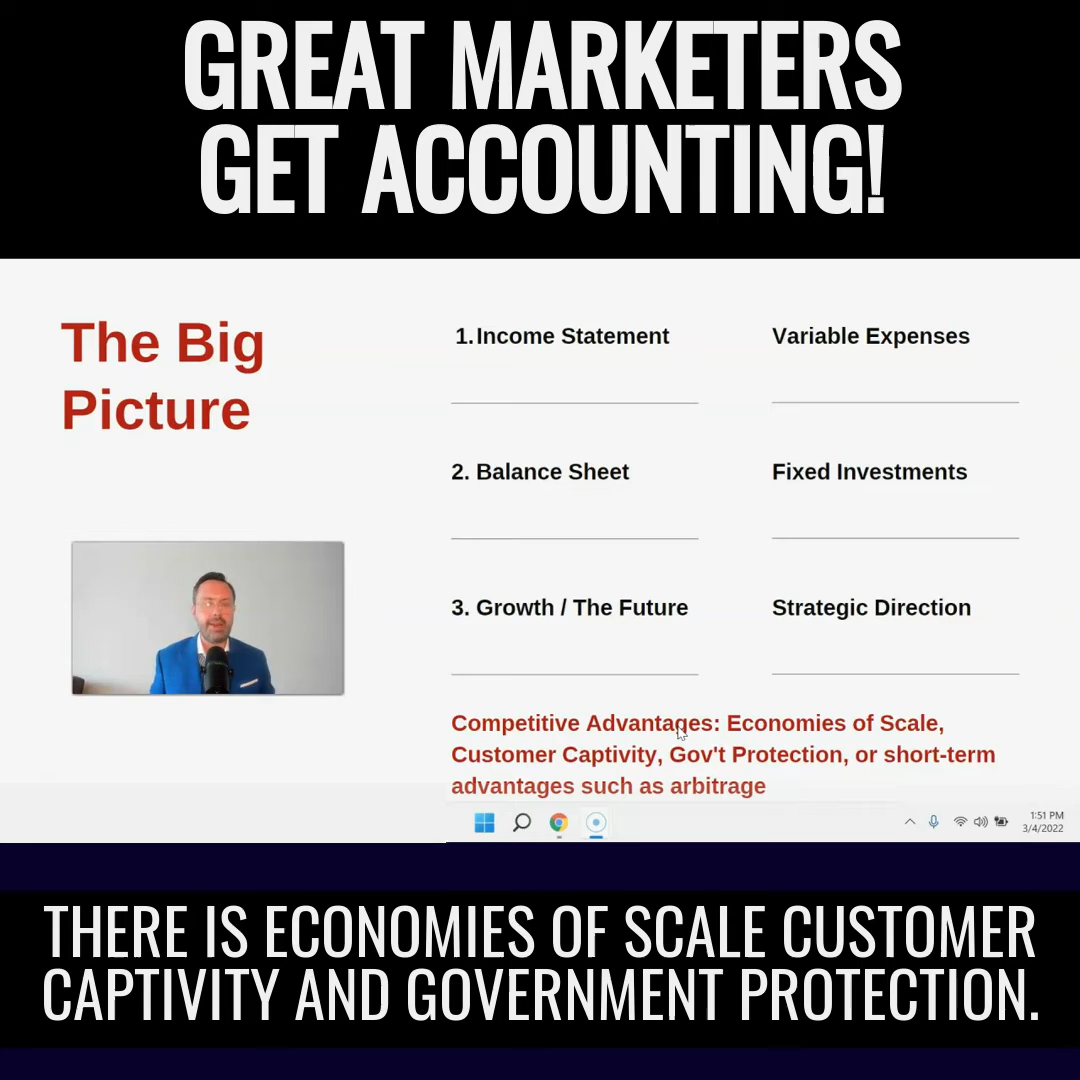 GREAT MARKETERS
GET ACCOUNTING!
The Big
Picture
1. Income Statement
Variable Expenses
2. Balance Sheet
Fixed Investments
3. Growth / The Future
Strategic Direction
Competitive Advantages: Economies of Scale,
Customer Captivity, Gov't Protection, or short-term
advantages such as arbitrage
1:51 PM
3/4/2022
THERE IS ECONOMIES OF SCALE CUSTOMER
CAPTIVITY AND GOVERNMENT PROTECTION.